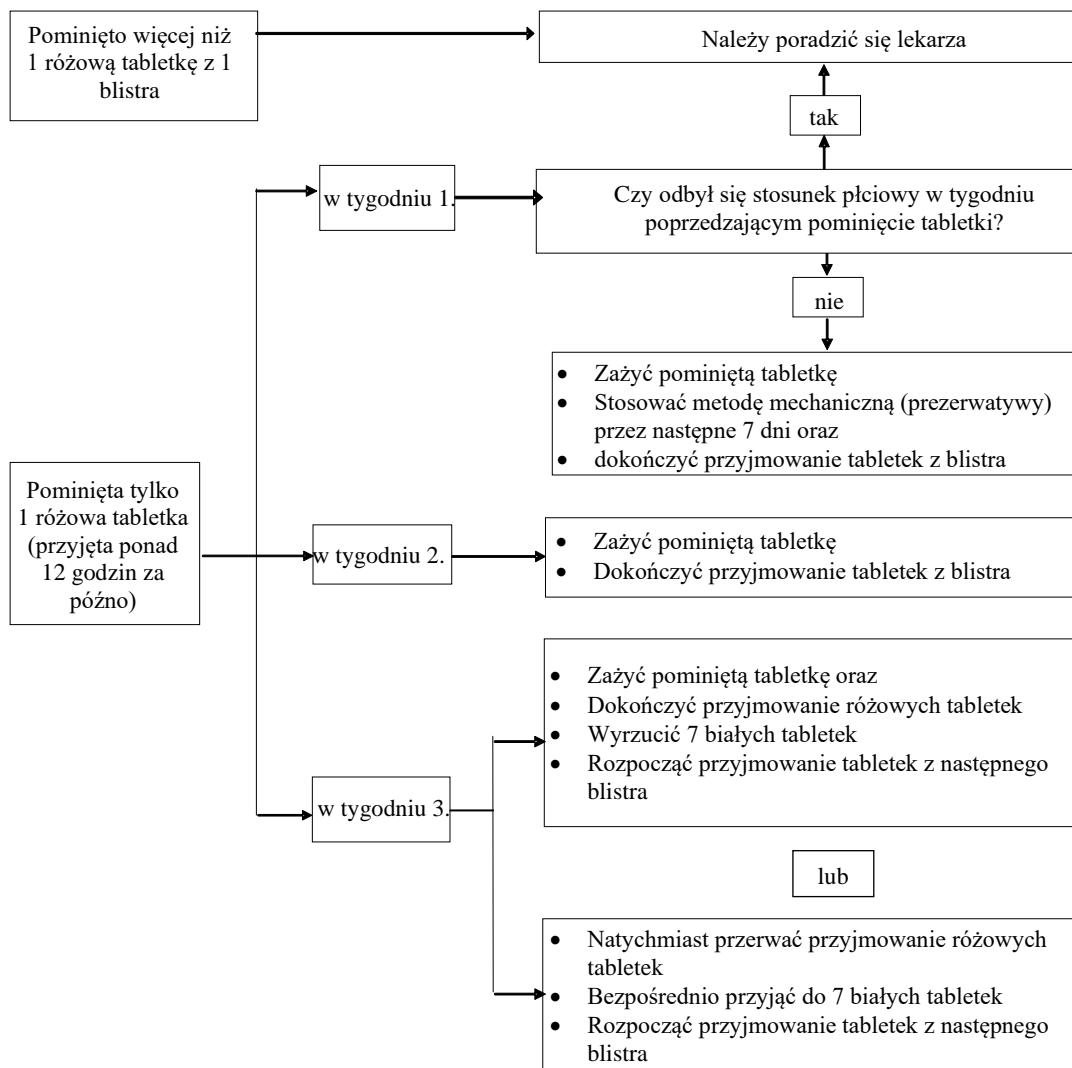 Pominięto więcej niż
1 różową tabletkę z 1
blistra
Należy poradzić się lekarza
tak
w tygodniu 1.
Czy odbył się stosunek płciowy w tygodniu
poprzedzającym pominięcie tabletki?
nie
• Zażyć pominiętą tabletkę
• Stosować metodę mechaniczną (prezerwatywy)
przez następne 7 dni oraz
• dokończyć przyjmowanie tabletek z blistra
Pominięta tylko
1 różowa tabletka
(przyjęta ponad
12 godzin za
późno)
w tygodniu 2.
• Zażyć pominiętą tabletkę
• Dokończyć przyjmowanie tabletek z blistra
w tygodniu 3.
• Zażyć pominiętą tabletkę oraz
• Dokończyć przyjmowanie różowych tabletek
• Wyrzucić 7 białych tabletek
• Rozpocząć przyjmowanie tabletek z następnego
blistra
lub
• Natychmiast przerwać przyjmowanie różowych
tabletek
• Bezpośrednio przyjąć do 7 białych tabletek
• Rozpocząć przyjmowanie tabletek z następnego
blistra